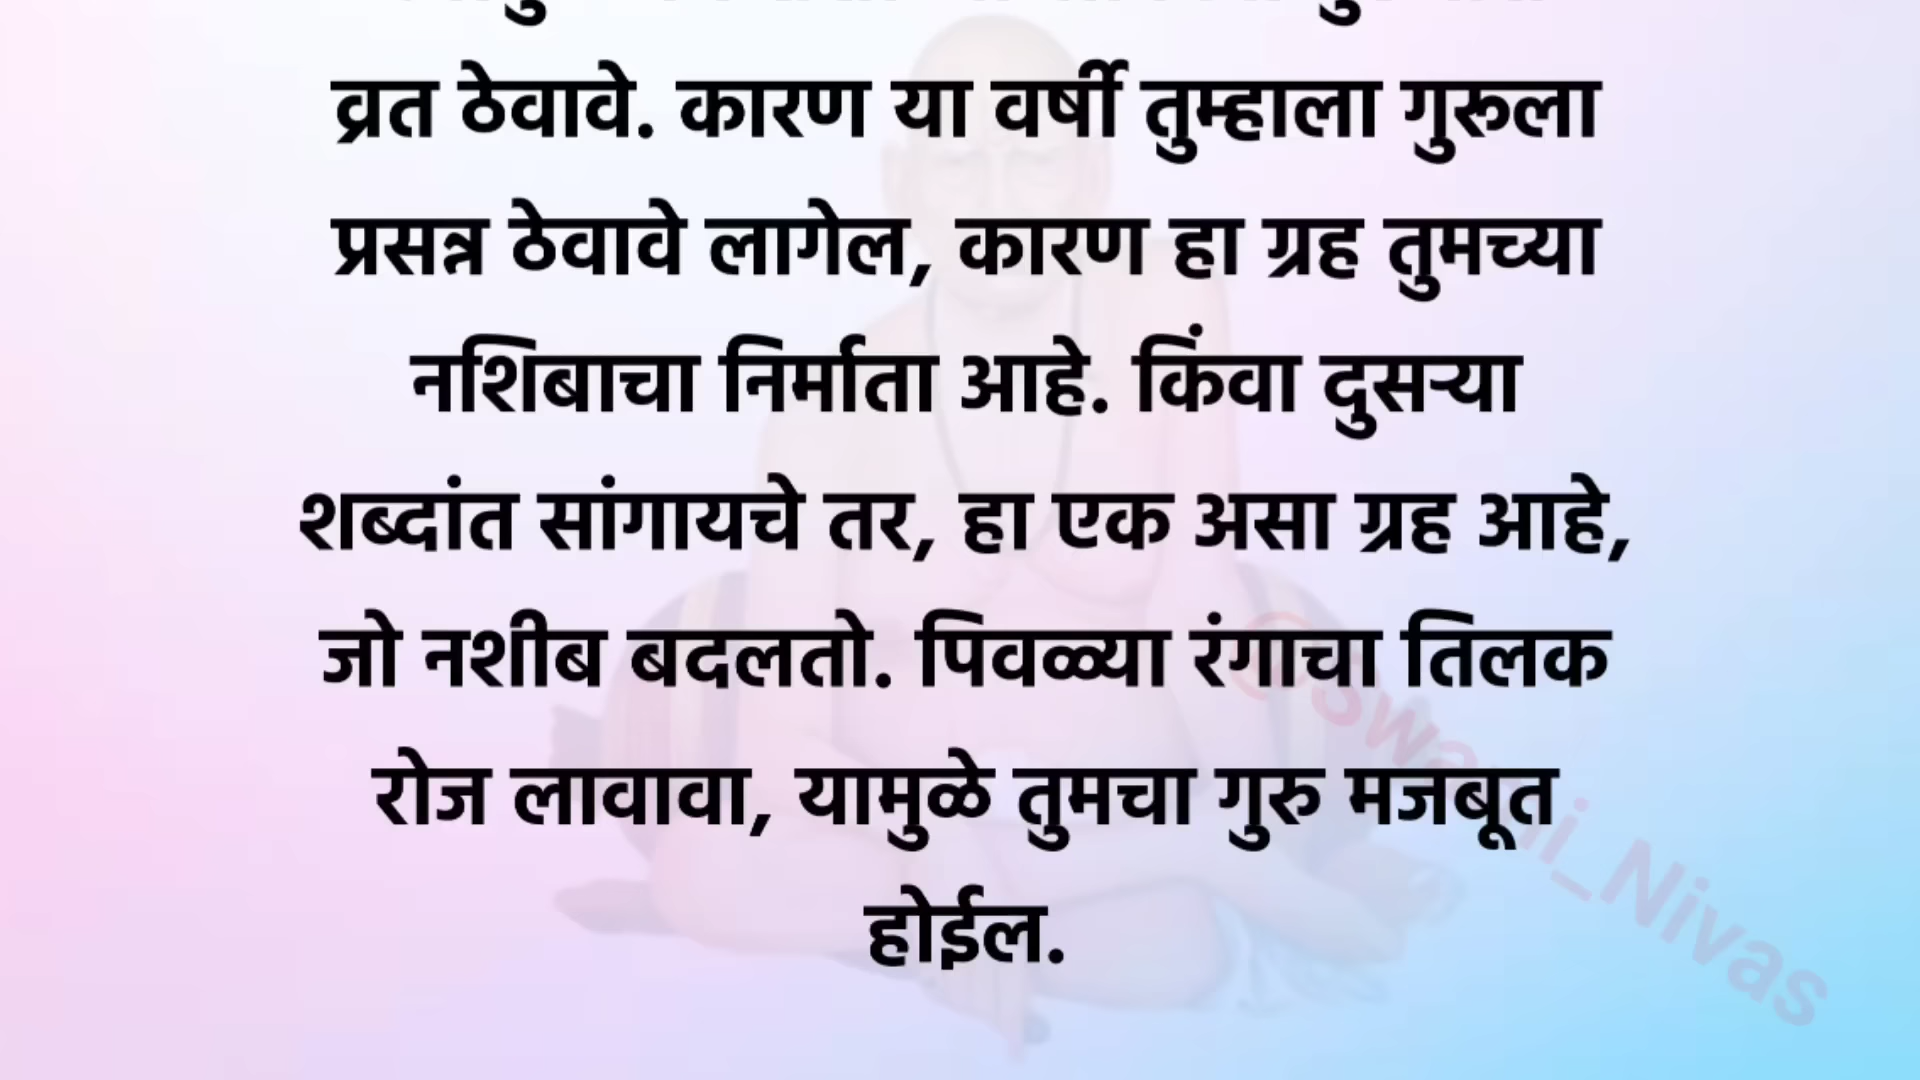 व्रत ठेवावे. कारण या वर्षी तुम्हाला गुरूला
प्रसन्न ठेवावे लागेल, कारण हा ग्रह तुमच्या
नशिबाचा निर्माता आहे. किंवा दुसऱ्या
शब्दांत सांगायचे तर, हा एक असा ग्रह आहे,
जो नशीब बदलतो. पिवळ्या रंगाचा तिलक
रोज लावावा, यामुळे तुमचा गुरु मजबूत
होईल.
@Swami_Nivas